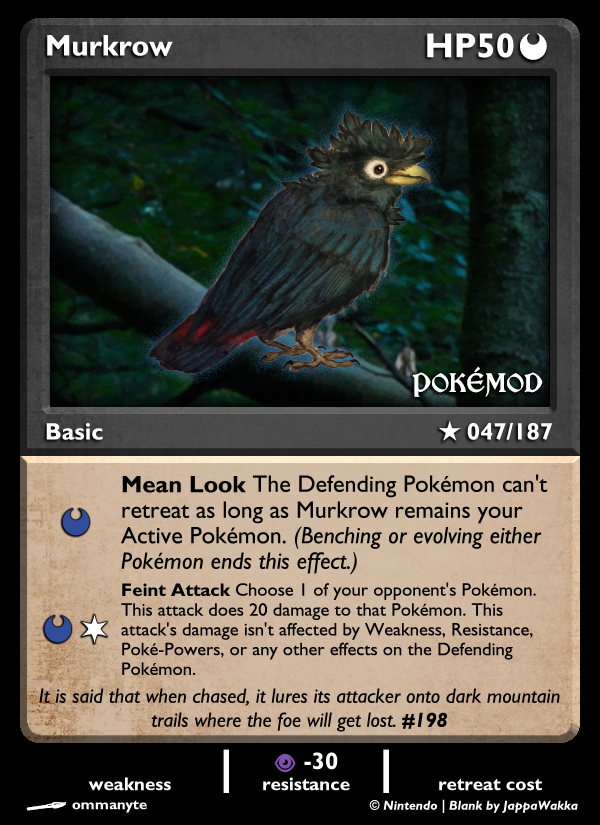 Murkrow HP50
POKÉMOD
Basic ★ 047/187
Mean Look The Defending Pokémon can't
retreat as long as Murkrow remains your
Active Pokémon. (Benching or evolving either
Pokémon ends this effect.)
Feint Attack Choose 1 of your opponent's Pokémon.
This attack does 20 damage to that Pokémon. This
attack's damage isn't affected by Weakness, Resistance,
Poké-Powers, or any other effects on the Defending
Pokémon.
It is said that when chased, it lures its attacker onto dark mountain
trails where the foe will get lost. #198
-30
weakness resistance retreat cost
ommanyte © Nintendo | Blank by JappaWakka